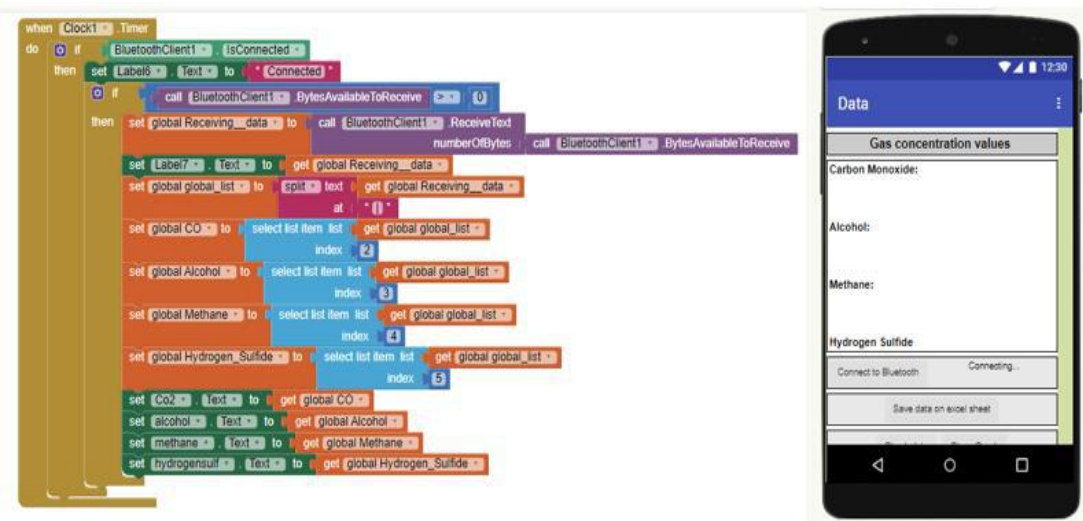 when Clock1 .Timer
do if BluetoothClient1 . IsConnected
then set Label6 . Text to " Connected "
if call BluetoothClient1 .BytesAvailableToReceive > 0
then set global Receiving__data to call BluetoothClient1 .ReceiveText
numberOfBytes call BluetoothClient1 .BytesAvailableToReceive
set Label7 . Text to get global Receiving__data
set global global_list to split text get global Receiving__data
at " | "
set global CO to select list item list get global global_list
index 2
set global Alcohol to select list item list get global global_list
index 3
set global Methane to select list item list get global global_list
index 4
set global Hydrogen_Sulfide to select list item list get global global_list
index 5
set Co2 . Text to get global CO
set alcohol . Text to get global Alcohol
set methane . Text to get global Methane
set hydrogensulf . Text to get global Hydrogen_Sulfide
12:30
Data
Gas concentration values
Carbon Monoxide:
Alcohol:
Methane:
Hydrogen Sulfide
Connect to Bluetooth Connecting...
Save data on excel sheet